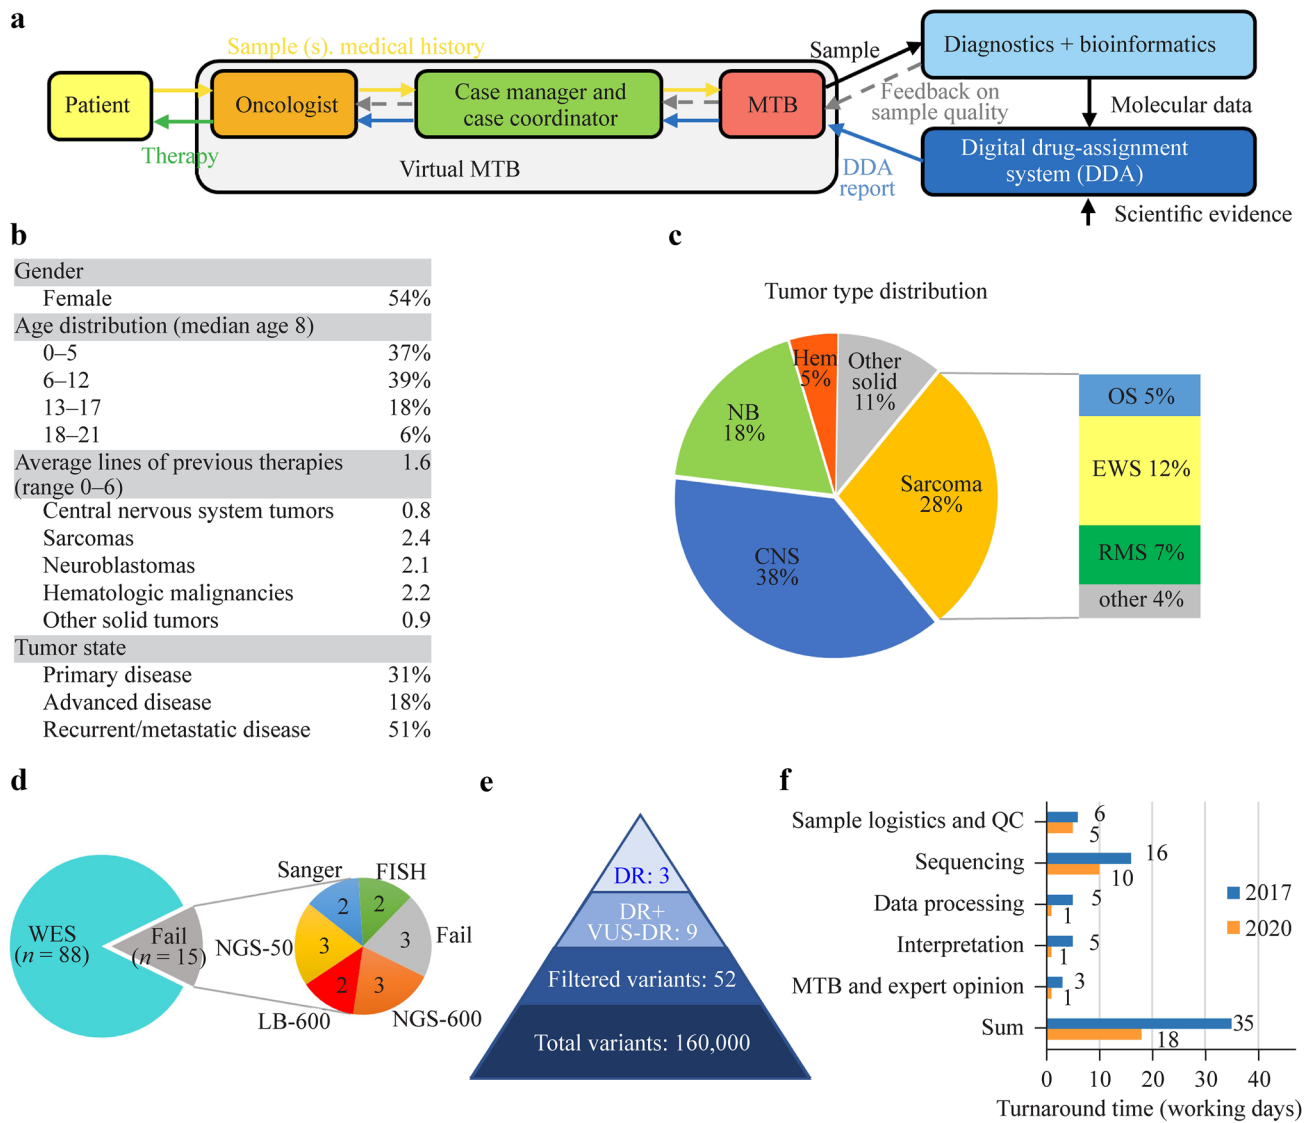 a
Sample (s). medical history
Patient
Oncologist
Case manager and
case coordinator
MTB
Virtual MTB
Therapy
Sample
Diagnostics + bioinformatics
Feedback on
sample quality
Molecular data
Digital drug-assignment
system (DDA)
DDA
report
Scientific evidence
b
Gender
Female 54%
Age distribution (median age 8)
0–5 37%
6–12 39%
13–17 18%
18–21 6%
Average lines of previous therapies 1.6
(range 0–6)
Central nervous system tumors 0.8
Sarcomas 2.4
Neuroblastomas 2.1
Hematologic malignancies 2.2
Other solid tumors 0.9
Tumor state
Primary disease 31%
Advanced disease 18%
Recurrent/metastatic disease 51%
c
Tumor type distribution
Hem
5%
Other
solid
11%
NB
18%
Sarcoma
28%
CNS
38%
OS 5%
EWS 12%
RMS 7%
other 4%
d
WES
(n = 88)
Fail
(n = 15)
Sanger
FISH
NGS-50
Fail
LB-600
NGS-600
2
2
3
3
2
3
e
DR: 3
DR+
VUS-DR: 9
Filtered variants: 52
Total variants: 160,000
f
Sample logistics and QC
6
5
Sequencing
16
10
Data processing
5
1
Interpretation
5
1
MTB and expert opinion
3
1
Sum
35
18
2017
2020
0 10 20 30 40
Turnaround time (working days)